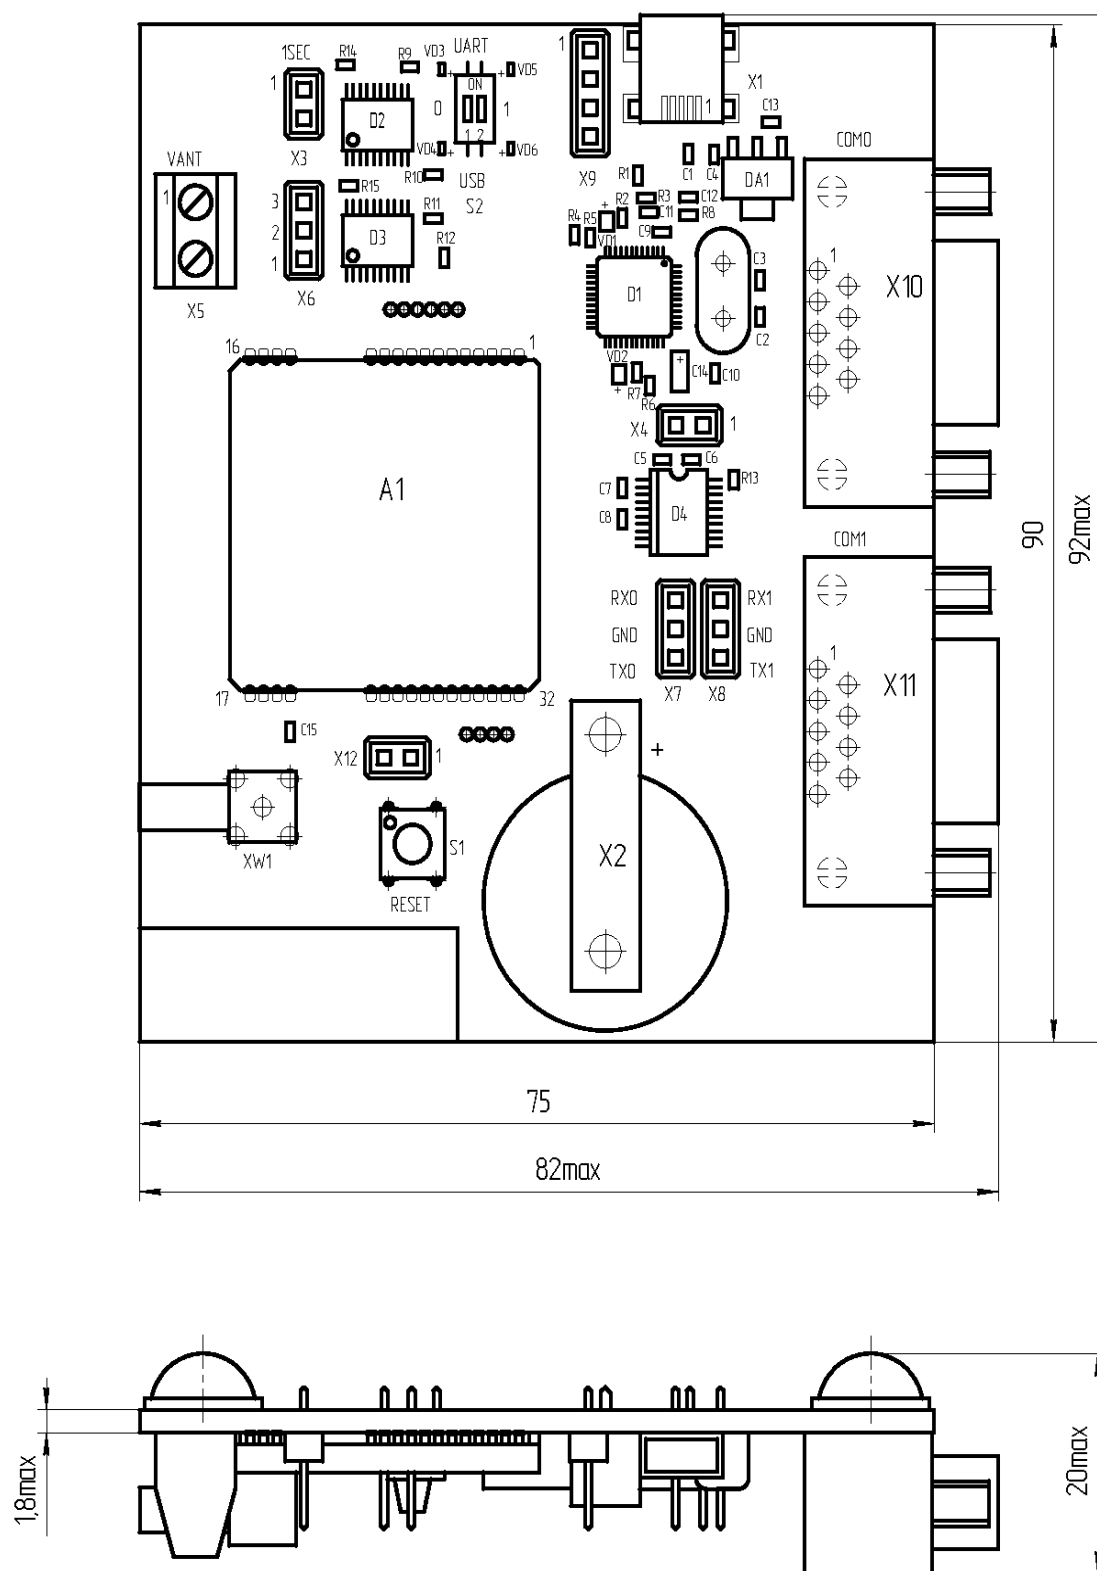 1SEC
R14
R9
VD3
UART
VD5
1
X1
C13
1
ON
D2
0
1
1
1 2
COM0
X3
VD4
VD6
VANT
R10
USB
X9
R1
C1
C4
DA1
R15
S2
1
3
R11
R2
R3
C12
C11
R8
2
D3
R12
R4
R5
VD1
C9
1
X5
X6
D1
C3
1
X10
C2
16
1
VD2
C14
C10
R7
R6
X4
1
C5
C6
R13
C7
A1
C8
D4
90
92max
COM1
RX0
RX1
GND
GND
TX0
TX1
1
X11
17
32
X7
X8
C15
X12
1
+
XW1
S1
X2
RESET
75
82max
1,8max
20max